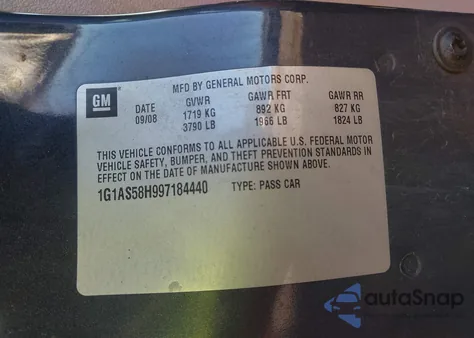 MFD BY GENERAL MOTORS CORP.
GM
DATE GVWR GAWR FRT GAWR RR
09/08 1719 KG 892 KG 827 KG
3790 LB 1966 LB 1824 LB
THIS VEHICLE CONFORMS TO ALL APPLICABLE U.S. FEDERAL MOTOR
VEHICLE SAFETY, BUMPER, AND THEFT PREVENTION STANDARDS IN
EFFECT ON THE DATE OF MANUFACTURE SHOWN ABOVE.
1G1AS58H997184440 TYPE: PASS CAR
autoSnap